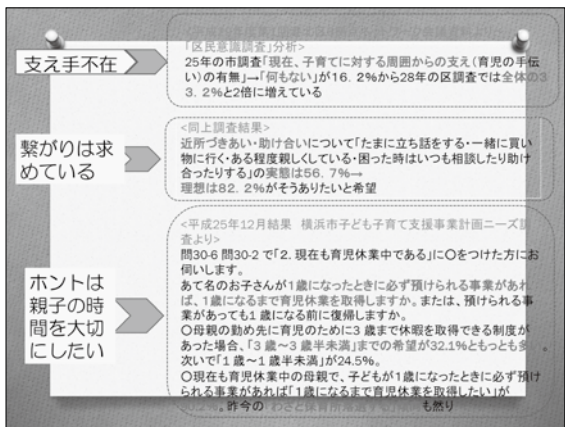 「区民意識調査」分析>
支え手不在
25年の市調査「現在、子育てに対する周囲からの支え(育児の手伝
い)の有無」→「何もない」が16.2%から28年の区調査では全体の3
3.2%と2倍に増えている
<同上調査結果>
繋がりは求
めている
近所づきあい・助け合いについて「たまに立ち話をする・一緒に買い
物に行く・ある程度親しくしている・困った時はいつも相談したり助け
合ったりする」の実態は56.7%→
理想は82.2%がそうありたいと希望
<平成25年12月結果 横浜市子ども子育て支援事業計画ニーズ調
査より>
ホントは
親子の時
間を大切
にしたい
問30-6 問30-2 で「2. 現在も育児休業中である」に○をつけた方にお
伺いします。
あて名のお子さんが1歳になったときに必ず預けられる事業があれ
ば、1歳になるまで育児休業を取得しますか。または、預けられる事
業があっても1歳になる前に復帰しますか。
○母親の勤め先に育児のために3歳まで休暇を取得できる制度が
あった場合、「3歳~3歳半未満」までの希望が32.1%ともっとも多 。
次いで「1歳~1歳半未満」が24.5%。
○現在も育児休業中の母親で、子どもが1歳になったときに必ず預け
られる事業があれば「1歳になるまで育児休業を取得したい」が
。昨今の「わざと保育所落選する」 も然り